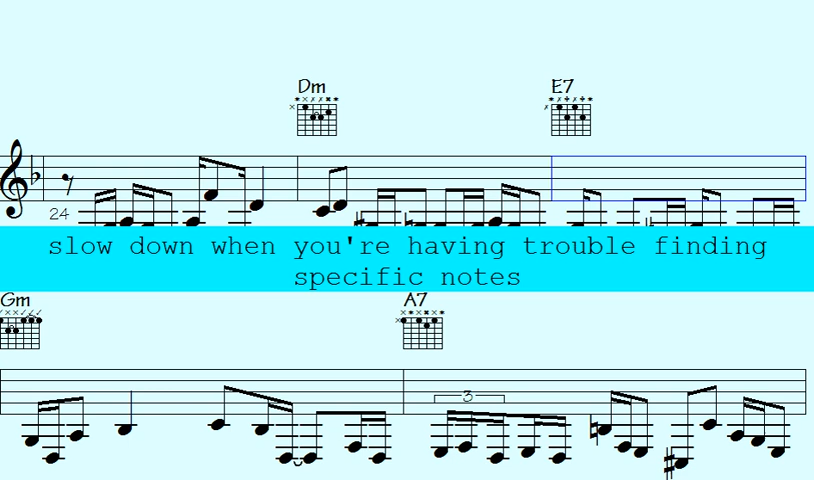 Dm E7
24
slow down when you're having trouble finding
specific notes
Gm A7
3